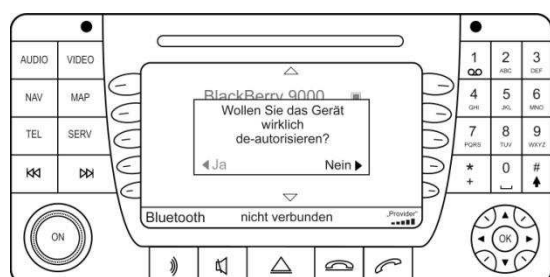 AUDIO VIDEO
NAV MAP
TEL SERV
ON
BlackBerry 9000
Wollen Sie das Gerät
wirklich
de-autorisieren?
Ja Nein
Bluetooth nicht verbunden „Provider“
1 2 ABC 3 DEF
4 GHI 5 JKL 6 MNO
7 PQRS 8 TUV 9 WXYZ
* + 0 #
OK